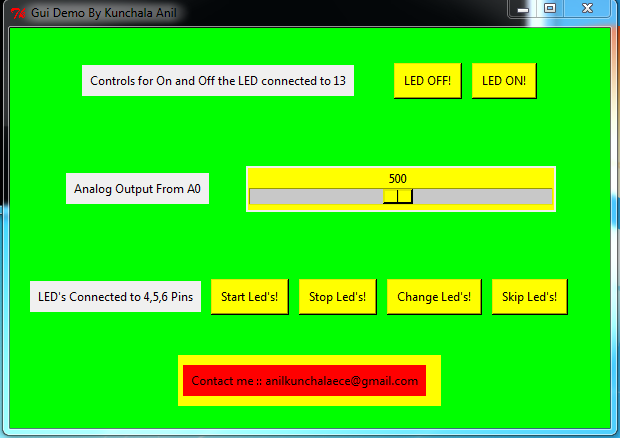 Gui Demo By Kunchala Anil
Controls for On and Off the LED connected to 13
LED OFF!
LED ON!
Analog Output From A0
500
LED's Connected to 4,5,6 Pins
Start Led's!
Stop Led's!
Change Led's!
Skip Led's!
Contact me :: anilkunchalaece@gmail.com